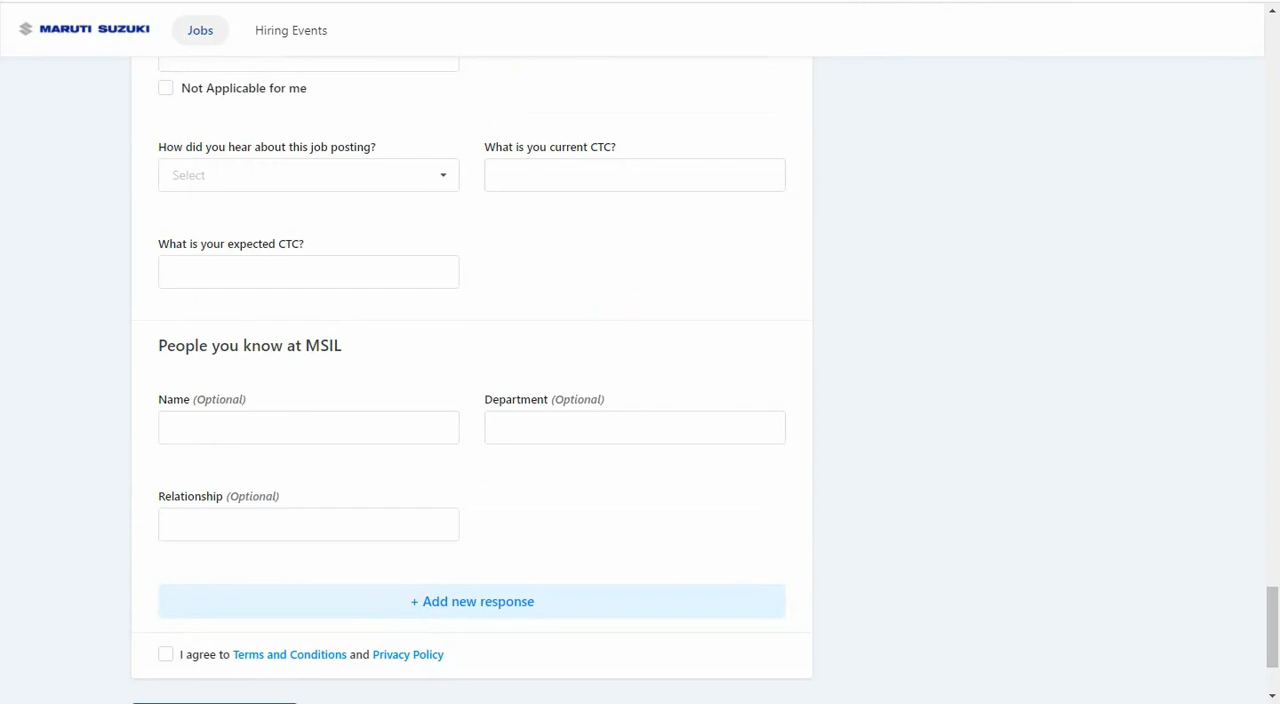 MARUTI SUZUKI Jobs Hiring Events
Not Applicable for me
How did you hear about this job posting? What is you current CTC?
Select
What is your expected CTC?
People you know at MSIL
Name (Optional) Department (Optional)
Relationship (Optional)
+ Add new response
I agree to Terms and Conditions and Privacy Policy